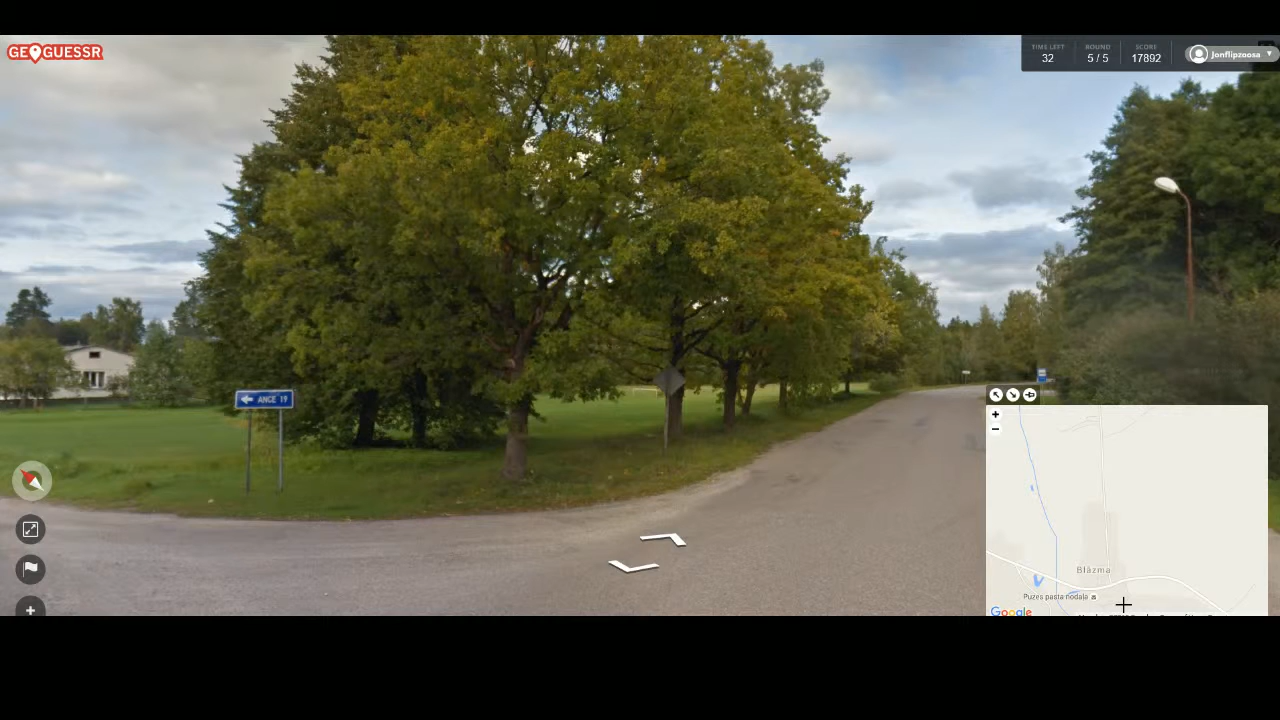 GEOGUESSR
TIME LEFT
32
ROUND
5 / 5
SCORE
17892
Jonflipzoosa
ANCE 19
Blāzma
Puzes pasta nodaļa
Google